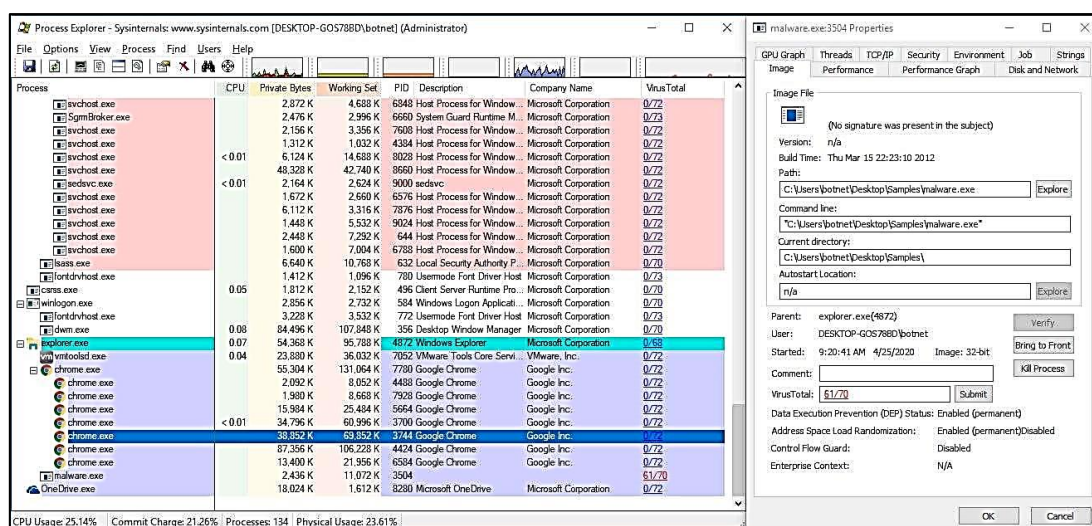 Process Explorer - Sysinternals: www.sysinternals.com [DESKTOP-GOS78BD\botnet] (Administrator)
File Options View Process Find Users Help
Process CPU Private Bytes Working Set PID Description Company Name VirusTotal
svchost.exe 2,872 K 4,688 K 6848 Host Process for Window... Microsoft Corporation 0/72
SgrmBroker.exe 2,476 K 2,996 K 6660 System Guard Runtime M... Microsoft Corporation 0/73
svchost.exe 2,156 K 3,356 K 7608 Host Process for Window... Microsoft Corporation 0/72
svchost.exe 1,312 K 1,032 K 4384 Host Process for Window... Microsoft Corporation 0/72
svchost.exe < 0.01 6,124 K 14,688 K 8028 Host Process for Window... Microsoft Corporation 0/72
svchost.exe 48,328 K 42,740 K 8660 Host Process for Window... Microsoft Corporation 0/72
sedsvc.exe < 0.01 2,164 K 2,624 K 9000 sedsvc Microsoft Corporation 0/70
svchost.exe 1,672 K 2,660 K 6576 Host Process for Window... Microsoft Corporation 0/72
svchost.exe 6,112 K 3,316 K 7876 Host Process for Window... Microsoft Corporation 0/72
svchost.exe 1,448 K 5,532 K 9024 Host Process for Window... Microsoft Corporation 0/72
svchost.exe 2,448 K 7,292 K 644 Host Process for Window... Microsoft Corporation 0/72
svchost.exe 1,600 K 7,004 K 6788 Host Process for Window... Microsoft Corporation 0/72
lsass.exe 6,640 K 10,768 K 632 Local Security Authority P... Microsoft Corporation 0/70
fontdrvhost.exe 1,412 K 1,096 K 780 Usermode Font Driver Host Microsoft Corporation 0/73
csrss.exe 0.05 1,812 K 2,152 K 496 Client Server Runtime Pro... Microsoft Corporation 0/70
winlogon.exe 2,856 K 2,732 K 584 Windows Logon Applicati... Microsoft Corporation 0/70
fontdrvhost.exe 3,228 K 3,532 K 772 Usermode Font Driver Host Microsoft Corporation 0/73
dwm.exe 0.08 84,496 K 107,848 K 356 Desktop Window Manager Microsoft Corporation 0/70
explorer.exe 0.07 54,368 K 95,788 K 4872 Windows Explorer Microsoft Corporation 0/68
vmtoolsd.exe 0.04 23,880 K 36,032 K 7052 VMware Tools Core Servi... VMware, Inc. 0/72
chrome.exe 55,304 K 131,064 K 7780 Google Chrome Google Inc. 0/72
chrome.exe 2,092 K 8,052 K 4488 Google Chrome Google Inc. 0/72
chrome.exe 1,980 K 8,668 K 7928 Google Chrome Google Inc. 0/72
chrome.exe 15,984 K 25,484 K 5664 Google Chrome Google Inc. 0/72
chrome.exe < 0.01 34,796 K 60,996 K 3700 Google Chrome Google Inc. 0/72
chrome.exe 38,852 K 69,852 K 3744 Google Chrome Google Inc. 0/72
chrome.exe 87,356 K 106,228 K 4424 Google Chrome Google Inc. 0/72
chrome.exe 13,400 K 21,956 K 6584 Google Chrome Google Inc. 0/72
malware.exe 2,436 K 11,072 K 3504 61/70
OneDrive.exe 18,024 K 1,612 K 8280 Microsoft OneDrive Microsoft Corporation 0/72
CPU Usage: 25.14% Commit Charge: 21.26% Processes: 134 Physical Usage: 23.61%
malware.exe:3504 Properties
GPU Graph Threads TCP/IP Security Environment Job Strings
Image Performance Performance Graph Disk and Network
Image File
(No signature was present in the subject)
Version: n/a
Build Time: Thu Mar 15 22:23:10 2012
Path:
C:\Users\botnet\Desktop\Samples\malware.exe Explore
Command line:
"C:\Users\botnet\Desktop\Samples\malware.exe"
Current directory:
C:\Users\botnet\Desktop\Samples\
Autostart Location:
n/a Explore
Parent: explorer.exe(4872) Verify
User: DESKTOP-GOS78BD\botnet
Started: 9:20:41 AM 4/25/2020 Image: 32-bit Bring to Front
Comment: Kill Process
VirusTotal: 61/70 Submit
Data Execution Prevention (DEP) Status: Enabled (permanent)
Address Space Load Randomization: Enabled (permanent)Disabled
Control Flow Guard: Disabled
Enterprise Context: N/A
OK Cancel